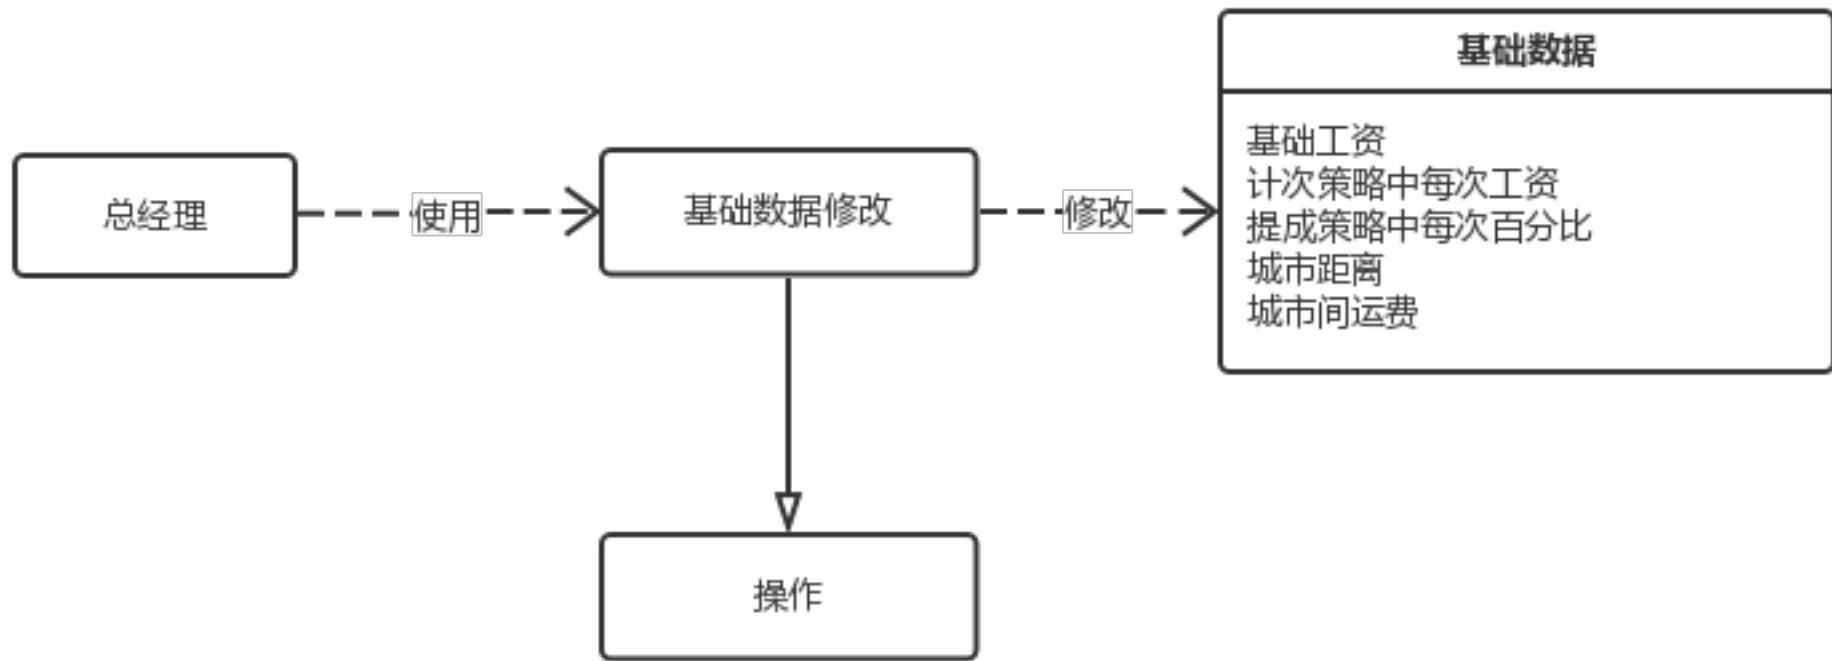 基础数据
基础工资
计次策略中每次工资
提成策略中每次百分比
城市距离
城市间运费
总经理
使用
基础数据修改
修改
操作